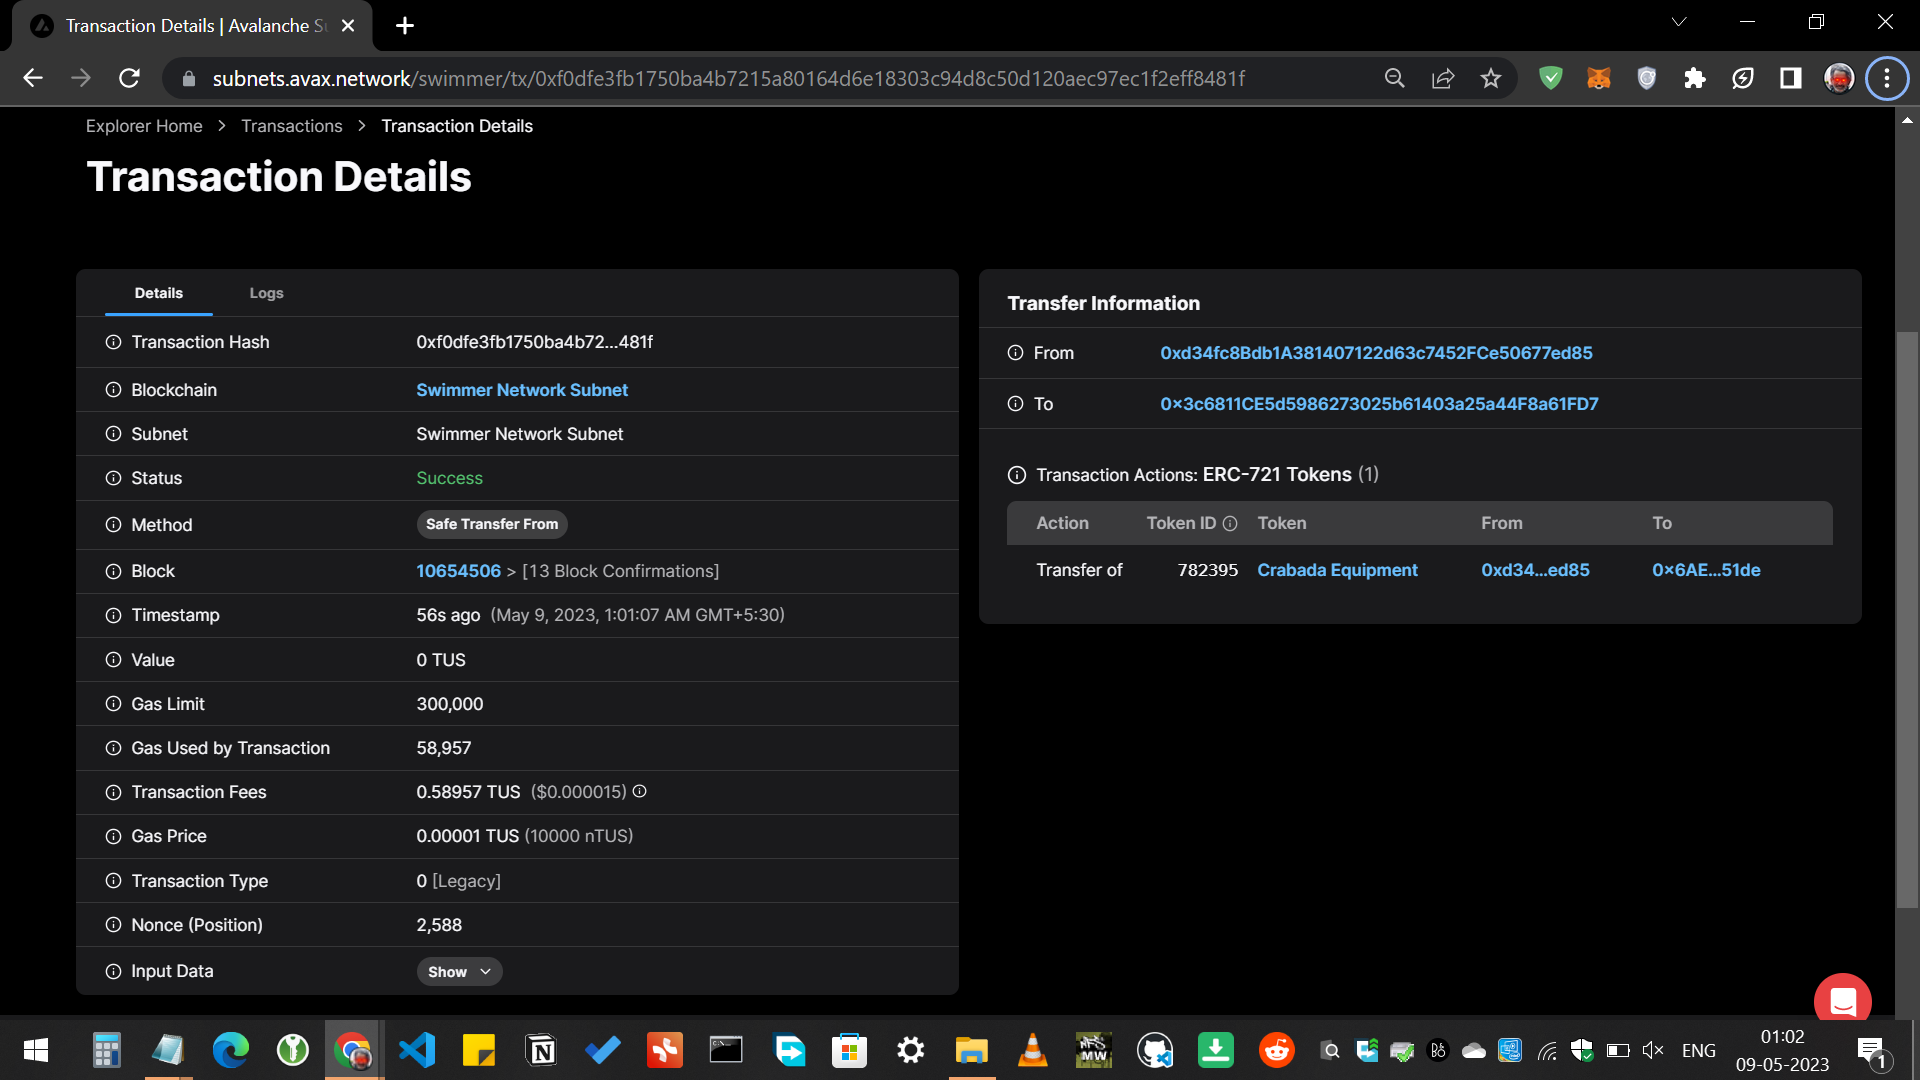 Transaction Details | Avalanche Su
subnets.avax.network/swimmer/tx/0xf0dfe3fb1750ba4b7215a80164d6e18303c94d8c50d120aec97ec1f2eff8481f
Explorer Home > Transactions > Transaction Details
Transaction Details
Details Logs
Transaction Hash 0xf0dfe3fb1750ba4b72...481f
Blockchain Swimmer Network Subnet
Subnet Swimmer Network Subnet
Status Success
Method Safe Transfer From
Block 10654506 > [13 Block Confirmations]
Timestamp 56s ago (May 9, 2023, 1:01:07 AM GMT+5:30)
Value 0 TUS
Gas Limit 300,000
Gas Used by Transaction 58,957
Transaction Fees 0.58957 TUS ($0.000015)
Gas Price 0.00001 TUS (10000 nTUS)
Transaction Type 0 [Legacy]
Nonce (Position) 2,588
Input Data Show
Transfer Information
From 0xd34fc8Bdb1A381407122d63c7452FCe50677ed85
To 0x3c6811CE5d5986273025b61403a25a44F8a61FD7
Transaction Actions: ERC-721 Tokens (1)
Action Token ID Token From To
Transfer of 782395 Crabada Equipment 0xd34...ed85 0x6AE...51de
MW
ENG
01:02
09-05-2023
1